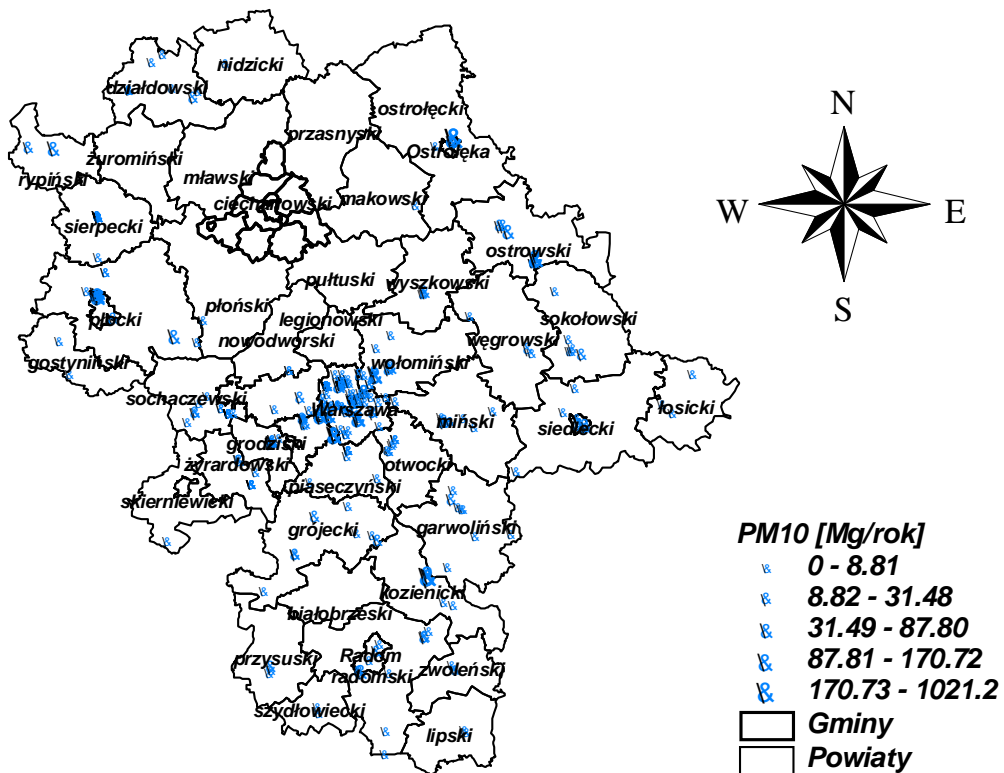 nidzicki
działdowski
ostrołęcki
przasnyski
Ostrołęka
żuromiński
rypiński
mławski
ciechanowski
makowski
sierpecki
ostrowski
pułtuski
wyszkowski
płoński
płocki
legionowski
sokołowski
nowodworski
węgrowski
gostyniński
wołomiński
sochaczewski
Warszawa
łosicki
miński
siedlecki
grodziski
żyrardowski
otwocki
piaseczyński
skierniewicki
grójecki
garwoliński
kozienicki
białobrzeski
przysuski
Radom
radomski
zwoleński
szydłowiecki
lipski
N
W
E
S
PM10 [Mg/rok]
0 - 8.81
8.82 - 31.48
31.49 - 87.80
87.81 - 170.72
170.73 - 1021.2
Gminy
Powiaty